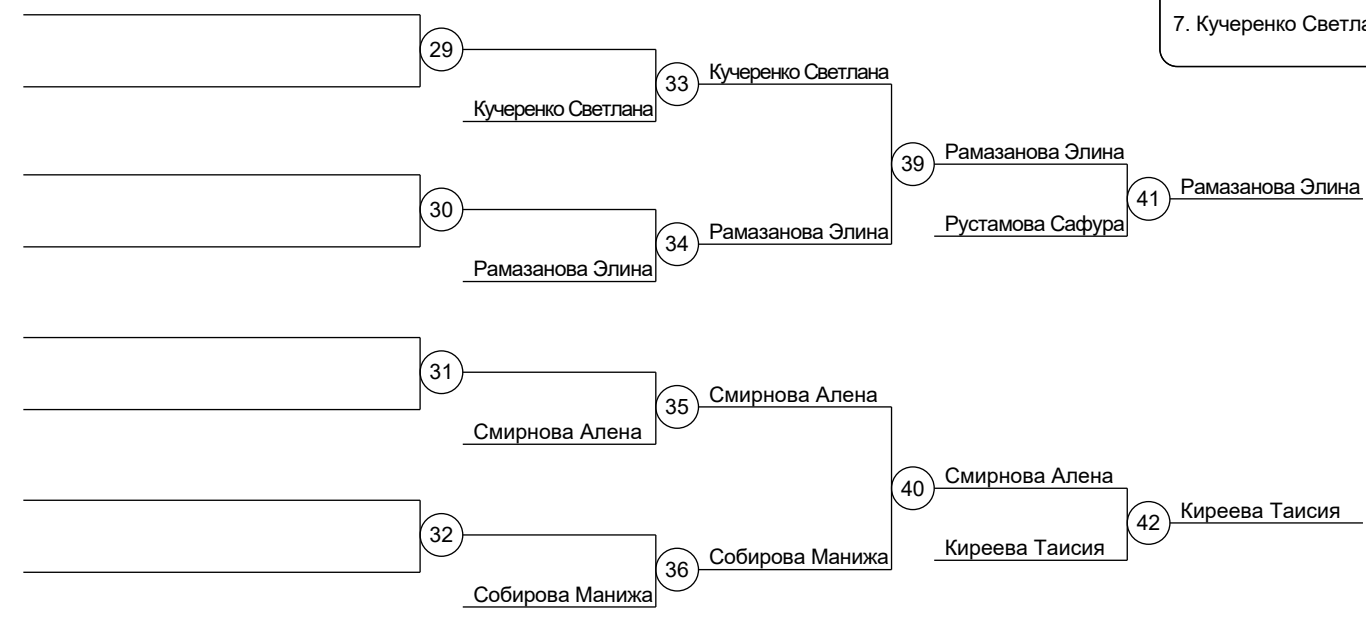 7. Кучеренко Светла
29
33
Кучеренко Светлана
Кучеренко Светлана
39
Рамазанова Элина
41
Рамазанова Элина
30
Рустамова Сафура
34
Рамазанова Элина
Рамазанова Элина
31
35
Смирнова Алена
Смирнова Алена
40
Смирнова Алена
42
Киреева Таисия
32
Киреева Таисия
36
Собирова Манижа
Собирова Манижа